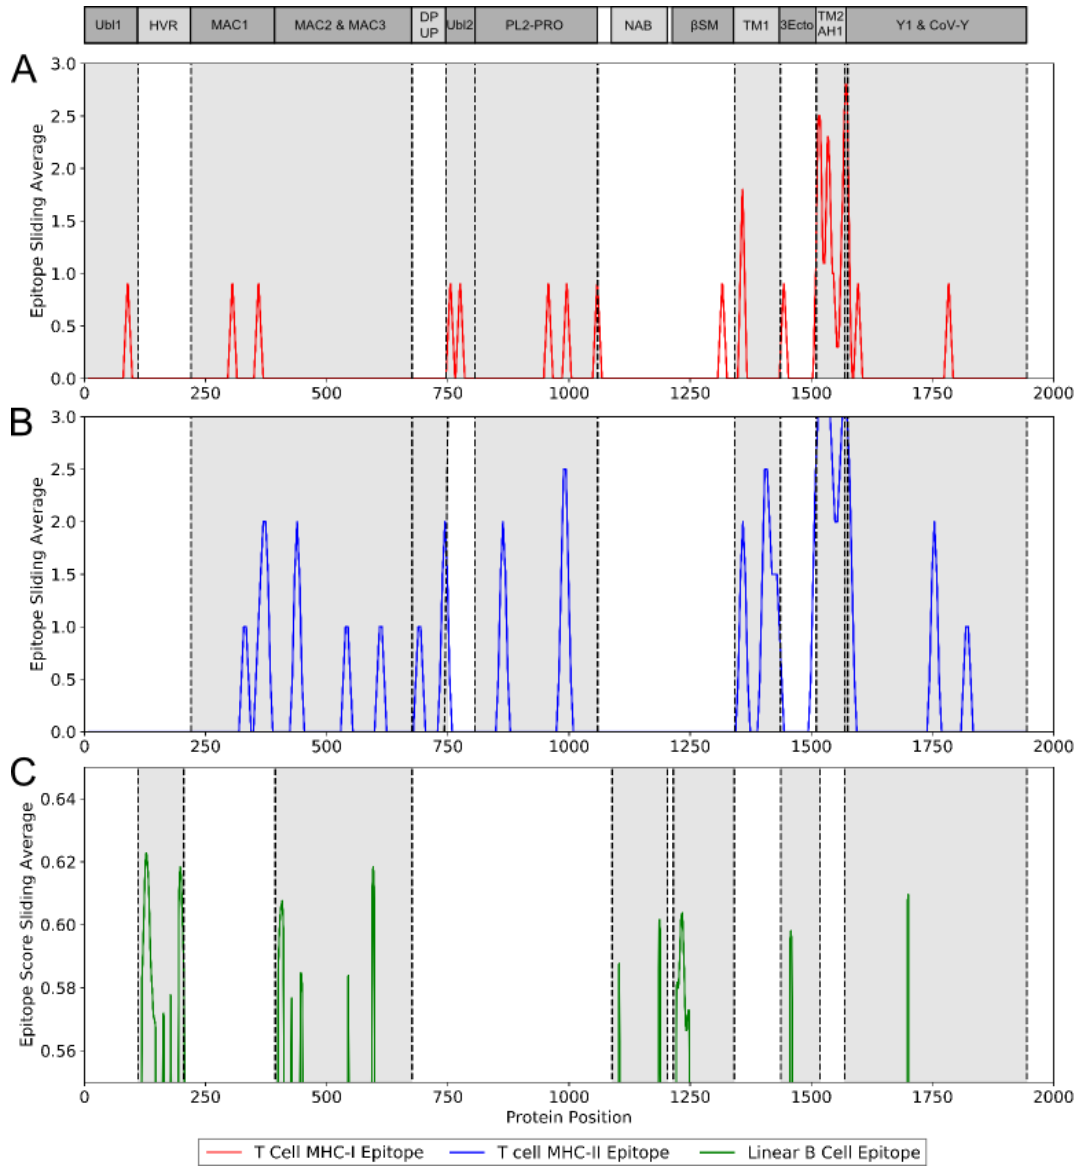 Ubl1 HVR MAC1 MAC2 & MAC3 DP UP Ubl2 PL2-PRO NAB βSM TM1 3Ecto TM2 AH1 Y1 & CoV-Y
A
Epitope Sliding Average
3.0
2.5
2.0
1.5
1.0
0.5
0.0
0 250 500 750 1000 1250 1500 1750 2000
B
Epitope Sliding Average
3.0
2.5
2.0
1.5
1.0
0.5
0.0
0 250 500 750 1000 1250 1500 1750 2000
C
Epitope Score Sliding Average
0.64
0.62
0.60
0.58
0.56
0 250 500 750 1000 1250 1500 1750 2000
Protein Position
T Cell MHC-I Epitope T cell MHC-II Epitope Linear B Cell Epitope